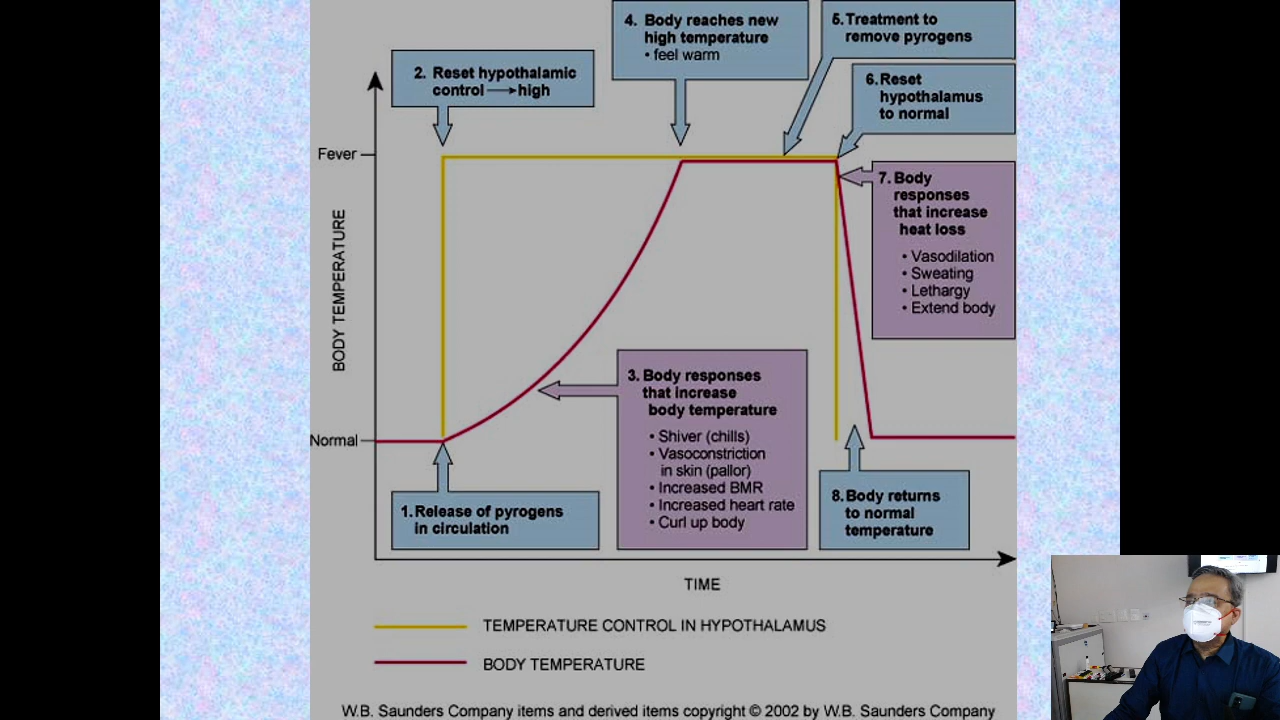 4. Body reaches new
high temperature
• feel warm
5. Treatment to
remove pyrogens
2. Reset hypothalamic
control → high
6. Reset
hypothalamus
to normal
Fever
7. Body
responses
that increase
heat loss
• Vasodilation
• Sweating
• Lethargy
• Extend body
BODY TEMPERATURE
3. Body responses
that increase
body temperature
• Shiver (chills)
• Vasoconstriction
in skin (pallor)
• Increased BMR
• Increased heart rate
• Curl up body
Normal
1. Release of pyrogens
in circulation
8. Body returns
to normal
temperature
TIME
TEMPERATURE CONTROL IN HYPOTHALAMUS
BODY TEMPERATURE
W.B. Saunders Company items and derived items copyright © 2002 by W.B. Saunders Company